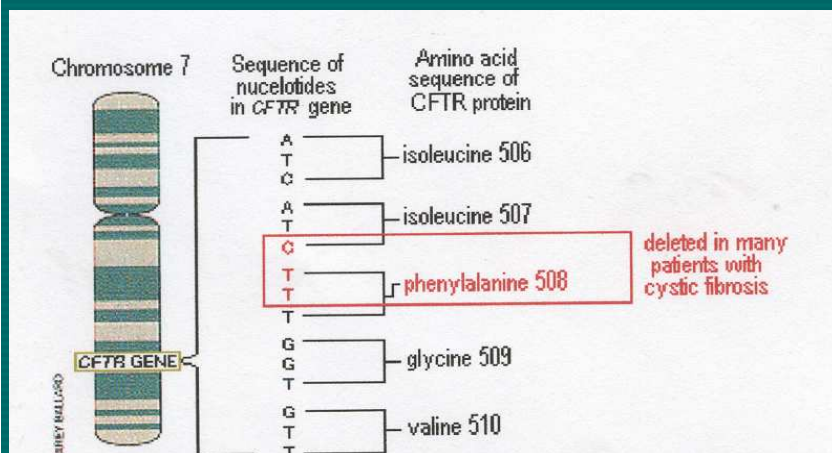 Chromosome 7
Sequence of
nucelotides
in CFTR gene
Amino acid
sequence of
CFTR protein
A
T
C
isoleucine 506
A
T
C
isoleucine 507
T
T
T
phenylalanine 508
deleted in many
patients with
cystic fibrosis
G
G
T
glycine 509
G
T
T
valine 510
CFTR GENE
BALLARD